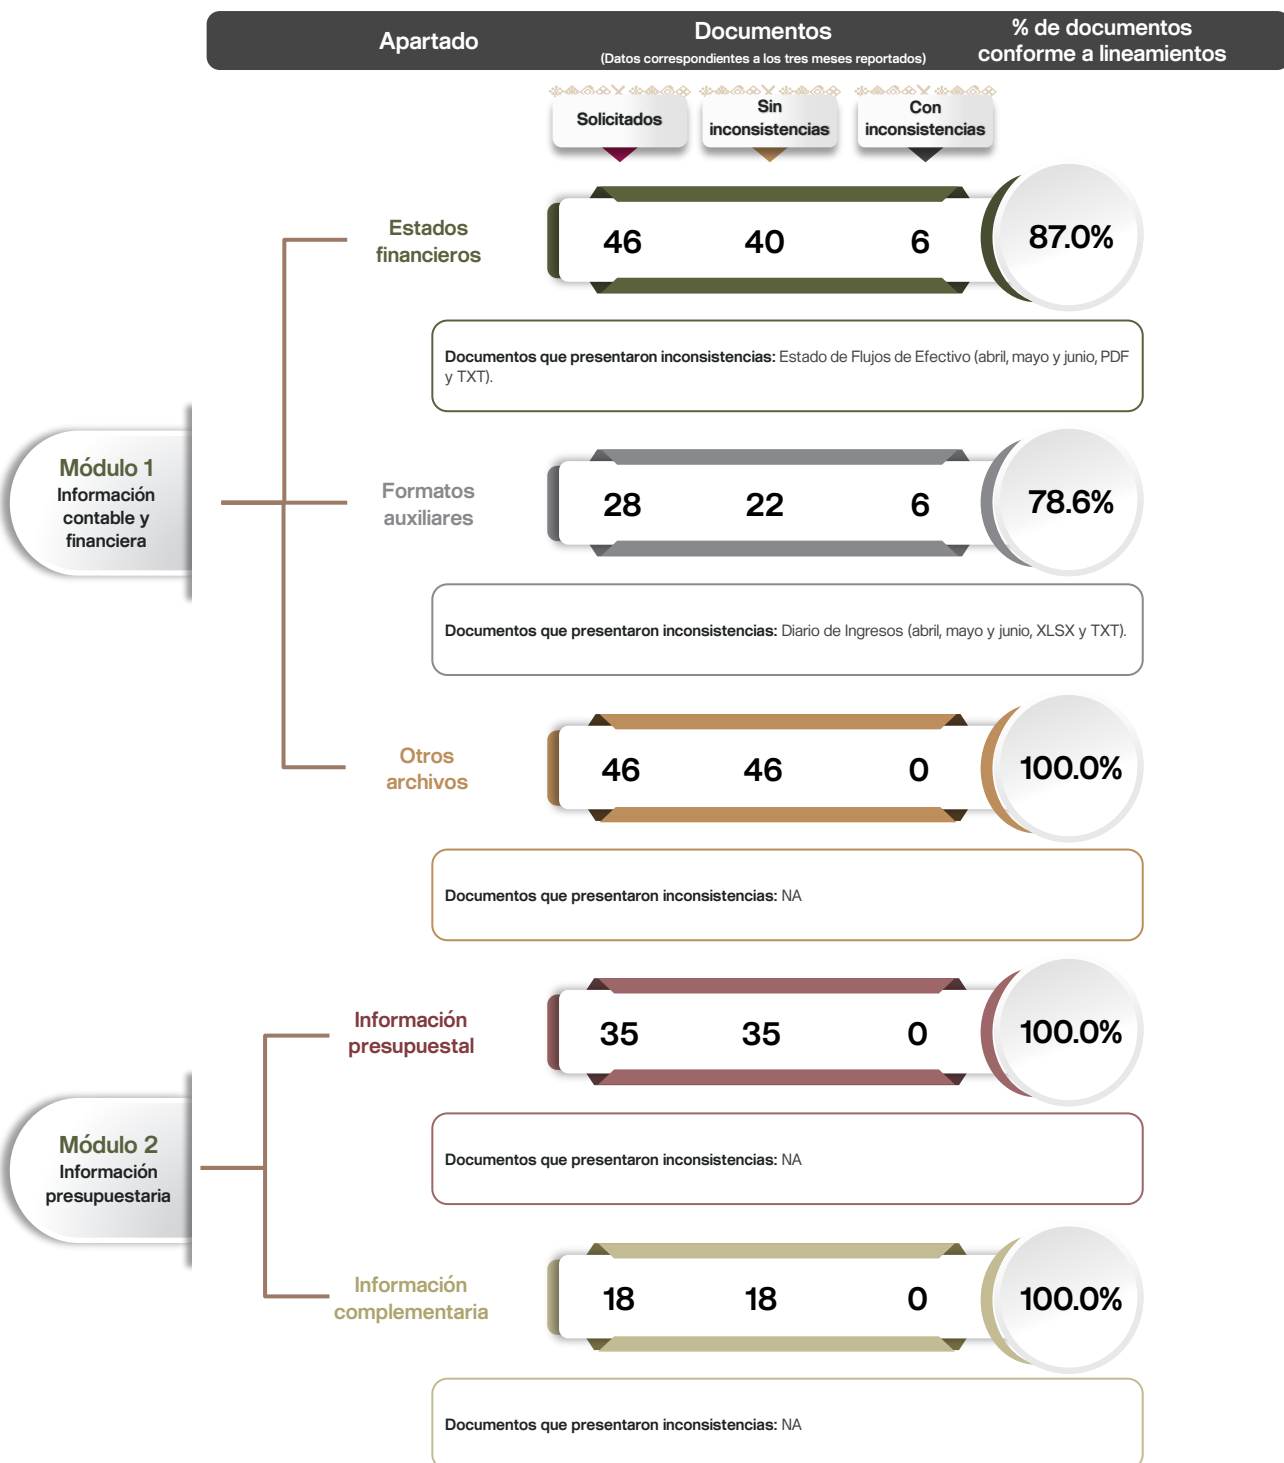 Apartado
Documentos
(Datos correspondientes a los tres meses reportados)
% de documentos
conforme a lineamientos
Solicitados
Sin
inconsistencias
Con
inconsistencias
Módulo 1
Información
contable y
financiera
Estados
financieros
46 40 6 87.0%
Documentos que presentaron inconsistencias: Estado de Flujos de Efectivo (abril, mayo y junio, PDF
y TXT).
Formatos
auxiliares
28 22 6 78.6%
Documentos que presentaron inconsistencias: Diario de Ingresos (abril, mayo y junio, XLSX y TXT).
Otros
archivos
46 46 0 100.0%
Documentos que presentaron inconsistencias: NA
Módulo 2
Información
presupuestaria
Información
presupuestal
35 35 0 100.0%
Documentos que presentaron inconsistencias: NA
Información
complementaria
18 18 0 100.0%
Documentos que presentaron inconsistencias: NA